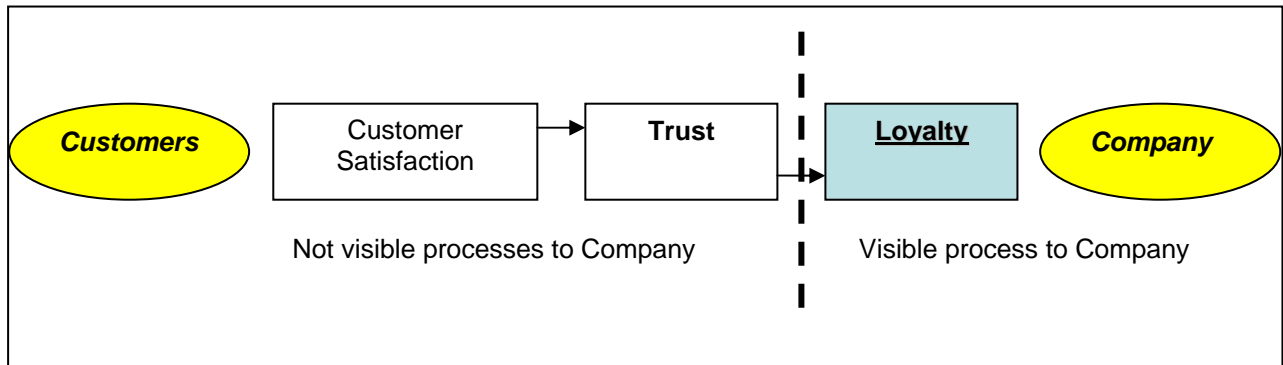 Customers
Customer
Satisfaction
Trust
Loyalty
Company
Not visible processes to Company
Visible process to Company